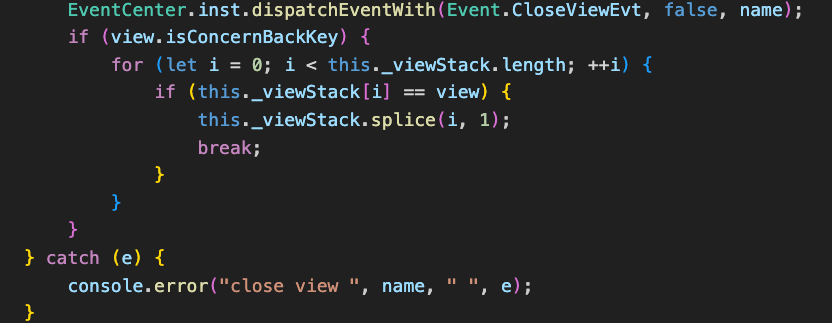 EventCenter.inst.dispatchEventWith(Event.CloseViewEvt, false, name);
if (view.isConcernBackKey) {
for (let i = 0; i < this._viewStack.length; ++i) {
if (this._viewStack[i] == view) {
this._viewStack.splice(i, 1);
break;
}
}
}
} catch (e) {
console.error("close view ", name, " ", e);
}